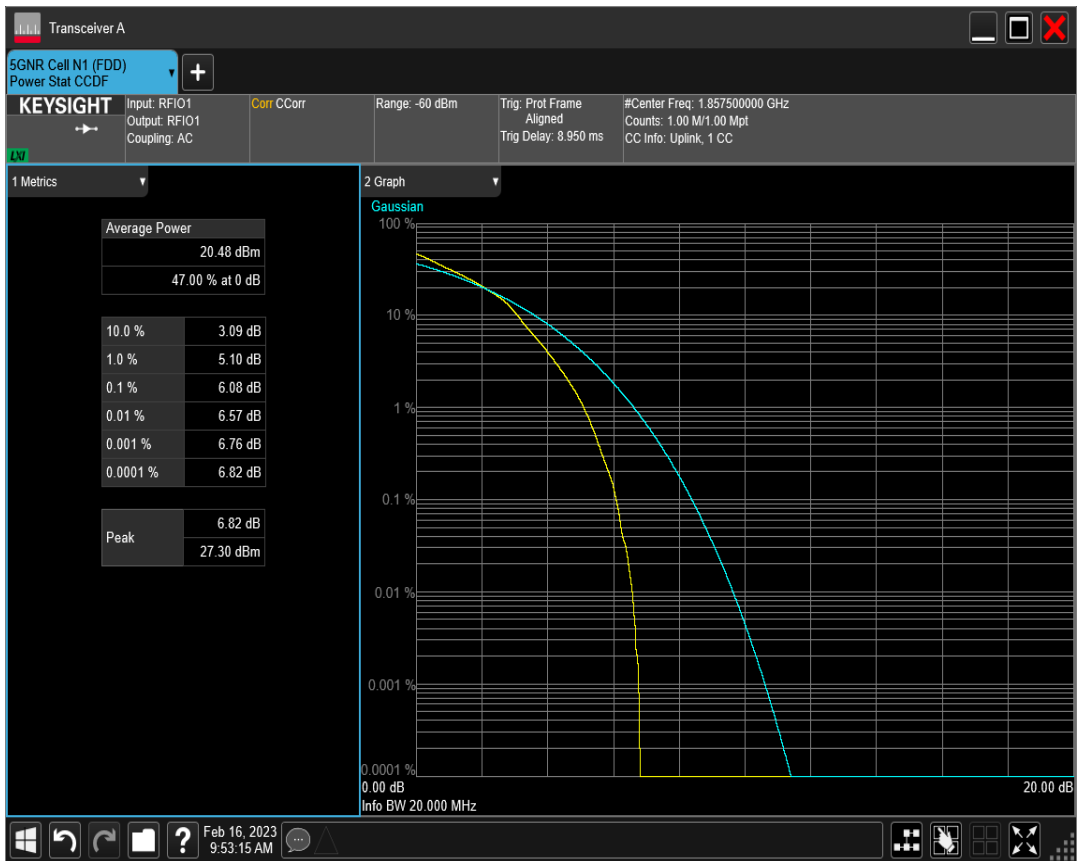 Transceiver A
5GNR Cell N1 (FDD)
Power Stat CCDF
KEYSIGHT
LXI
Input: RFIO1
Output: RFIO1
Coupling: AC
Corr CCorr
Range: -60 dBm
Trig: Prot Frame
Aligned
Trig Delay: 8.950 ms
#Center Freq: 1.857500000 GHz
Counts: 1.00 M/1.00 Mpt
CC Info: Uplink, 1 CC
1 Metrics
Average Power
20.48 dBm
47.00 % at 0 dB
10.0 % 3.09 dB
1.0 % 5.10 dB
0.1 % 6.08 dB
0.01 % 6.57 dB
0.001 % 6.76 dB
0.0001 % 6.82 dB
Peak
6.82 dB
27.30 dBm
2 Graph
Gaussian
100 %
10 %
1 %
0.1 %
0.01 %
0.001 %
0.0001 %
0.00 dB 20.00 dB
Info BW 20.000 MHz
?
Feb 16, 2023
9:53:15 AM